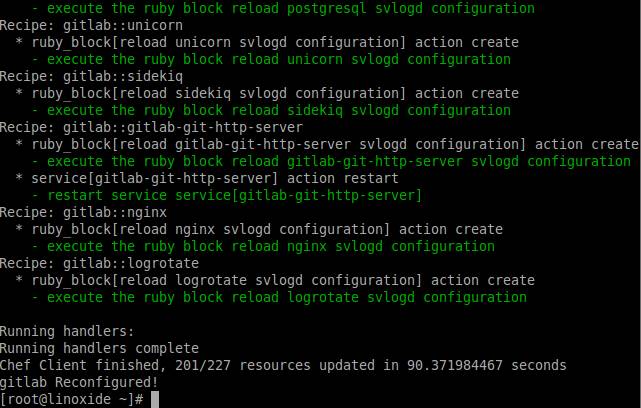 - execute the ruby block reload postgresql svlogd configuration
Recipe: gitlab::unicorn
* ruby_block[reload unicorn svlogd configuration] action create
- execute the ruby block reload unicorn svlogd configuration
Recipe: gitlab::sidekiq
* ruby_block[reload sidekiq svlogd configuration] action create
- execute the ruby block reload sidekiq svlogd configuration
Recipe: gitlab::gitlab-git-http-server
* ruby_block[reload gitlab-git-http-server svlogd configuration] action create
- execute the ruby block reload gitlab-git-http-server svlogd configuration
* service[gitlab-git-http-server] action restart
- restart service service[gitlab-git-http-server]
Recipe: gitlab::nginx
* ruby_block[reload nginx svlogd configuration] action create
- execute the ruby block reload nginx svlogd configuration
Recipe: gitlab::logrotate
* ruby_block[reload logrotate svlogd configuration] action create
- execute the ruby block reload logrotate svlogd configuration
Running handlers:
Running handlers complete
Chef Client finished, 201/227 resources updated in 90.371984467 seconds
gitlab Reconfigured!
[root@linoxide ~]#